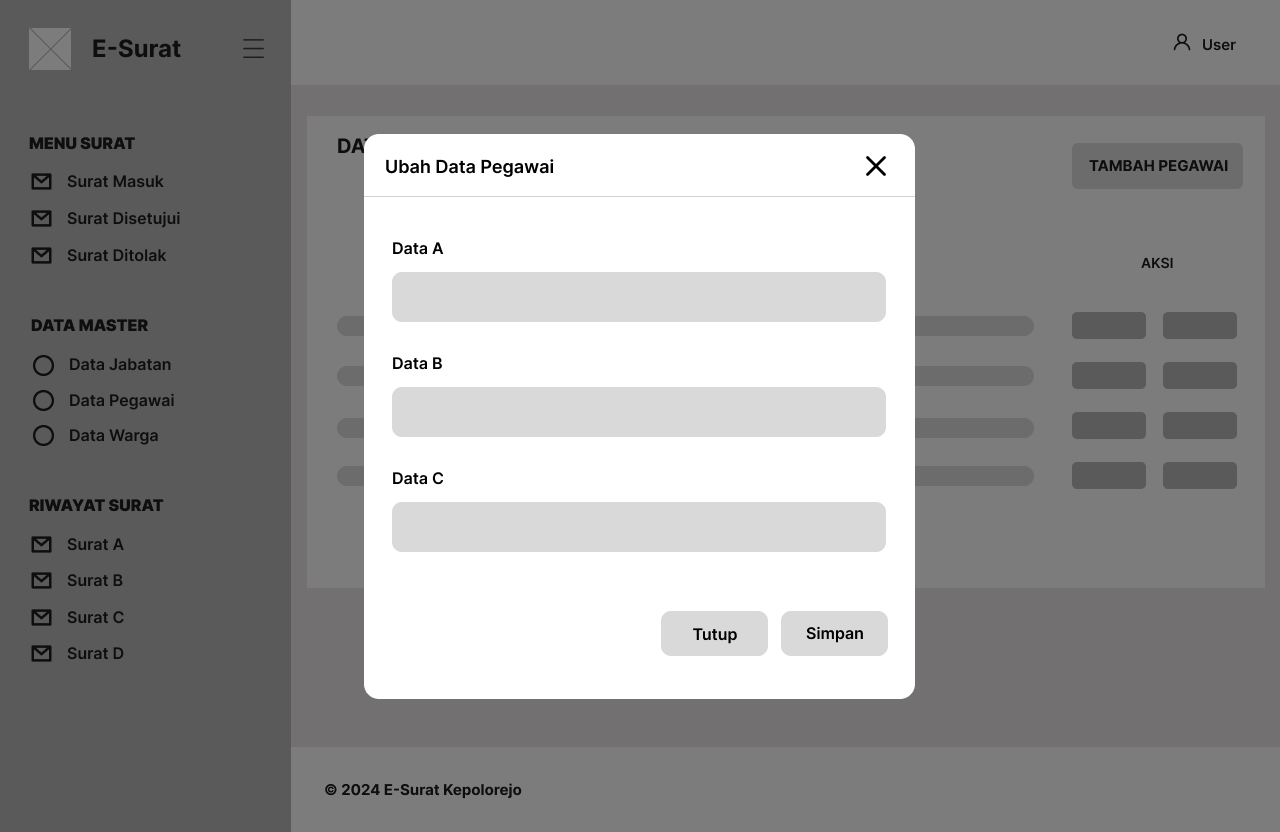 E-Surat
User
MENU SURAT
Surat Masuk
Surat Disetujui
Surat Ditolak
DATA MASTER
Data Jabatan
Data Pegawai
Data Warga
RIWAYAT SURAT
Surat A
Surat B
Surat C
Surat D
TAMBAH PEGAWAI
AKSI
Ubah Data Pegawai
Data A
Data B
Data C
Tutup
Simpan
© 2024 E-Surat Kepolorejo